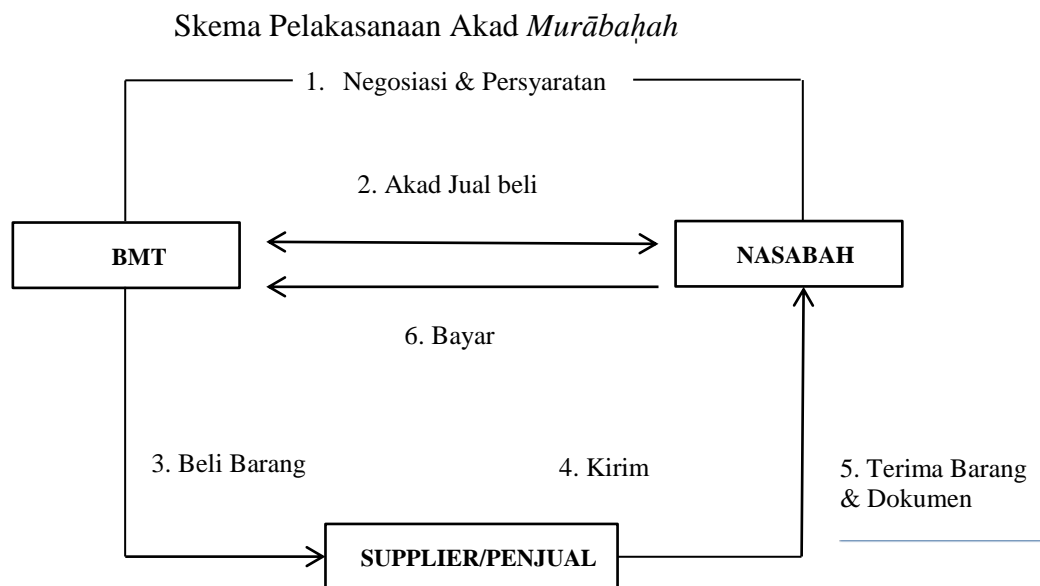 Skema Pelakasanaan Akad Murābaḥah
1. Negosiasi & Persyaratan
2. Akad Jual beli
BMT
NASABAH
6. Bayar
3. Beli Barang
4. Kirim
5. Terima Barang
& Dokumen
SUPPLIER/PENJUAL